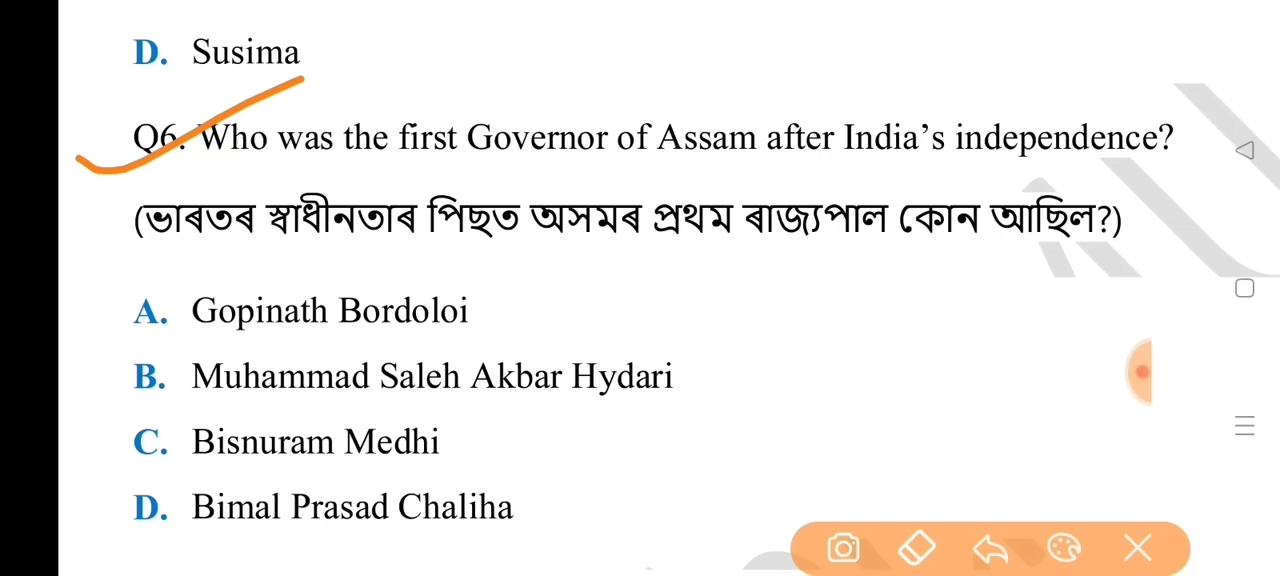 D. Susima
Q6. Who was the first Governor of Assam after India’s independence?
(ভাৰতৰ স্বাধীনতাৰ পিছত অসমৰ প্ৰথম ৰাজ্যপাল কোন আছিল?)
A. Gopinath Bordoloi
B. Muhammad Saleh Akbar Hydari
C. Bisnuram Medhi
D. Bimal Prasad Chaliha